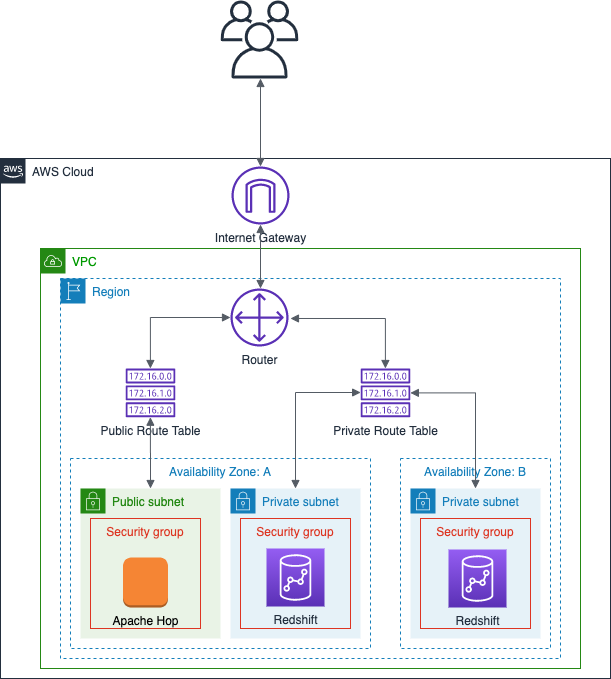 aws
AWS Cloud
Internet Gateway
VPC
Region
Router
172.16.0.0
172.16.1.0
172.16.2.0
Public Route Table
172.16.0.0
172.16.1.0
172.16.2.0
Private Route Table
Availability Zone: A
Public subnet
Security group
Apache Hop
Private subnet
Security group
Redshift
Availability Zone: B
Private subnet
Security group
Redshift